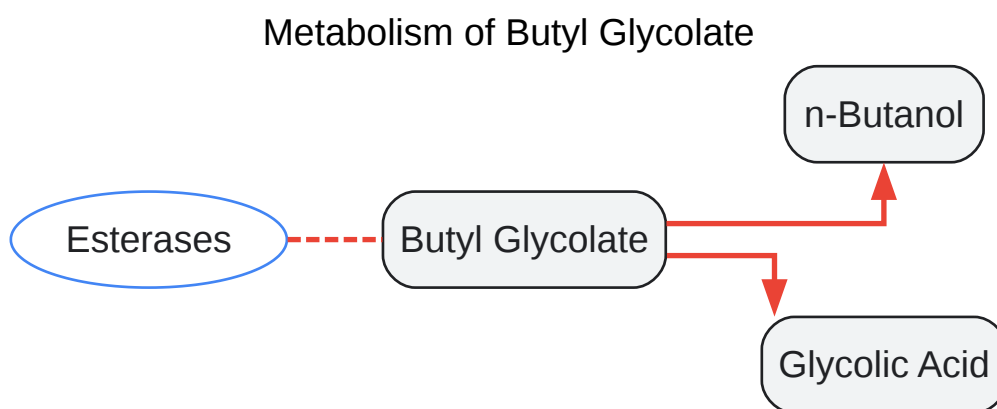 Metabolism of Butyl Glycolate
n-Butanol
Esterases
Butyl Glycolate
Glycolic Acid